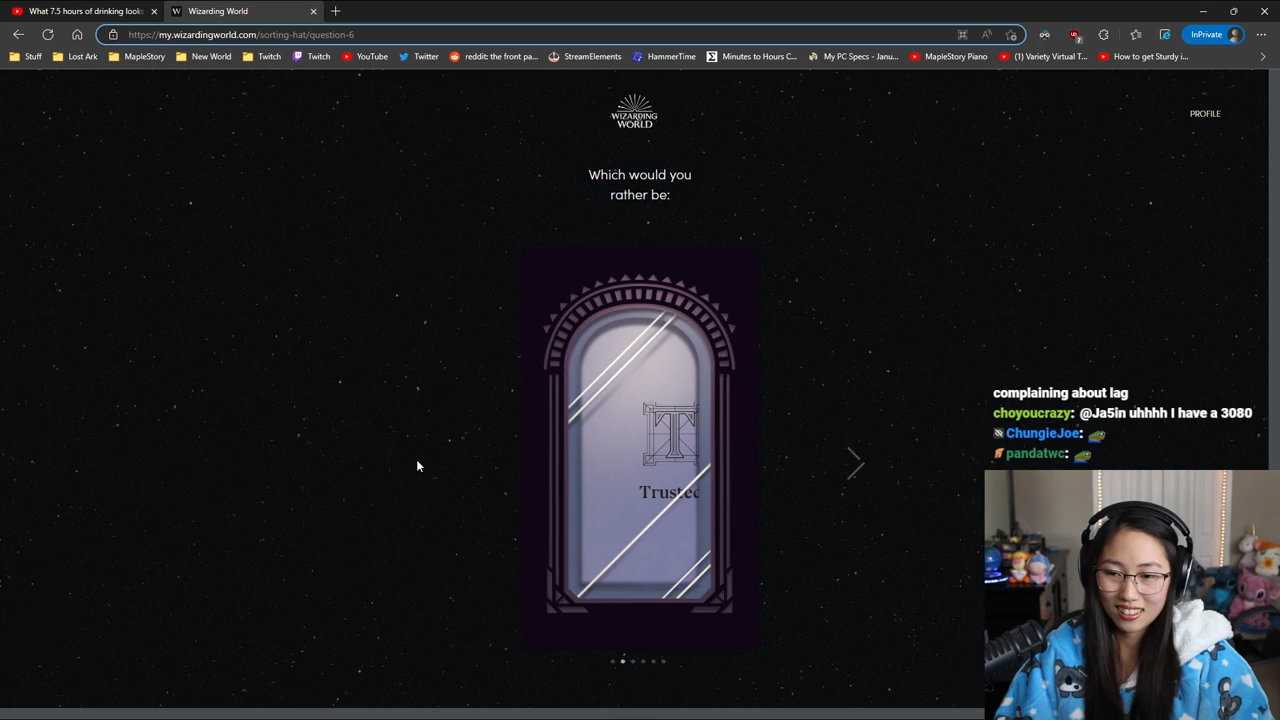 What 7.5 hours of drinking looks
Wizarding World
https://my.wizardingworld.com/sorting-hat/question-6
InPrivate
Stuff
Lost Ark
MapleStory
New World
Twitch
Twitch
YouTube
Twitter
reddit: the front pa...
StreamElements
HammerTime
Minutes to Hours C...
My PC Specs - Janu...
MapleStory Piano
(1) Variety Virtual T...
How to get Sturdy i...
WIZARDING
WORLD
PROFILE
Which would you
rather be:
T
Trusted
complaining about lag
choyoucrazy: @Ja5in uhhhh I have a 3080
ChungieJoe:
pandatwc: